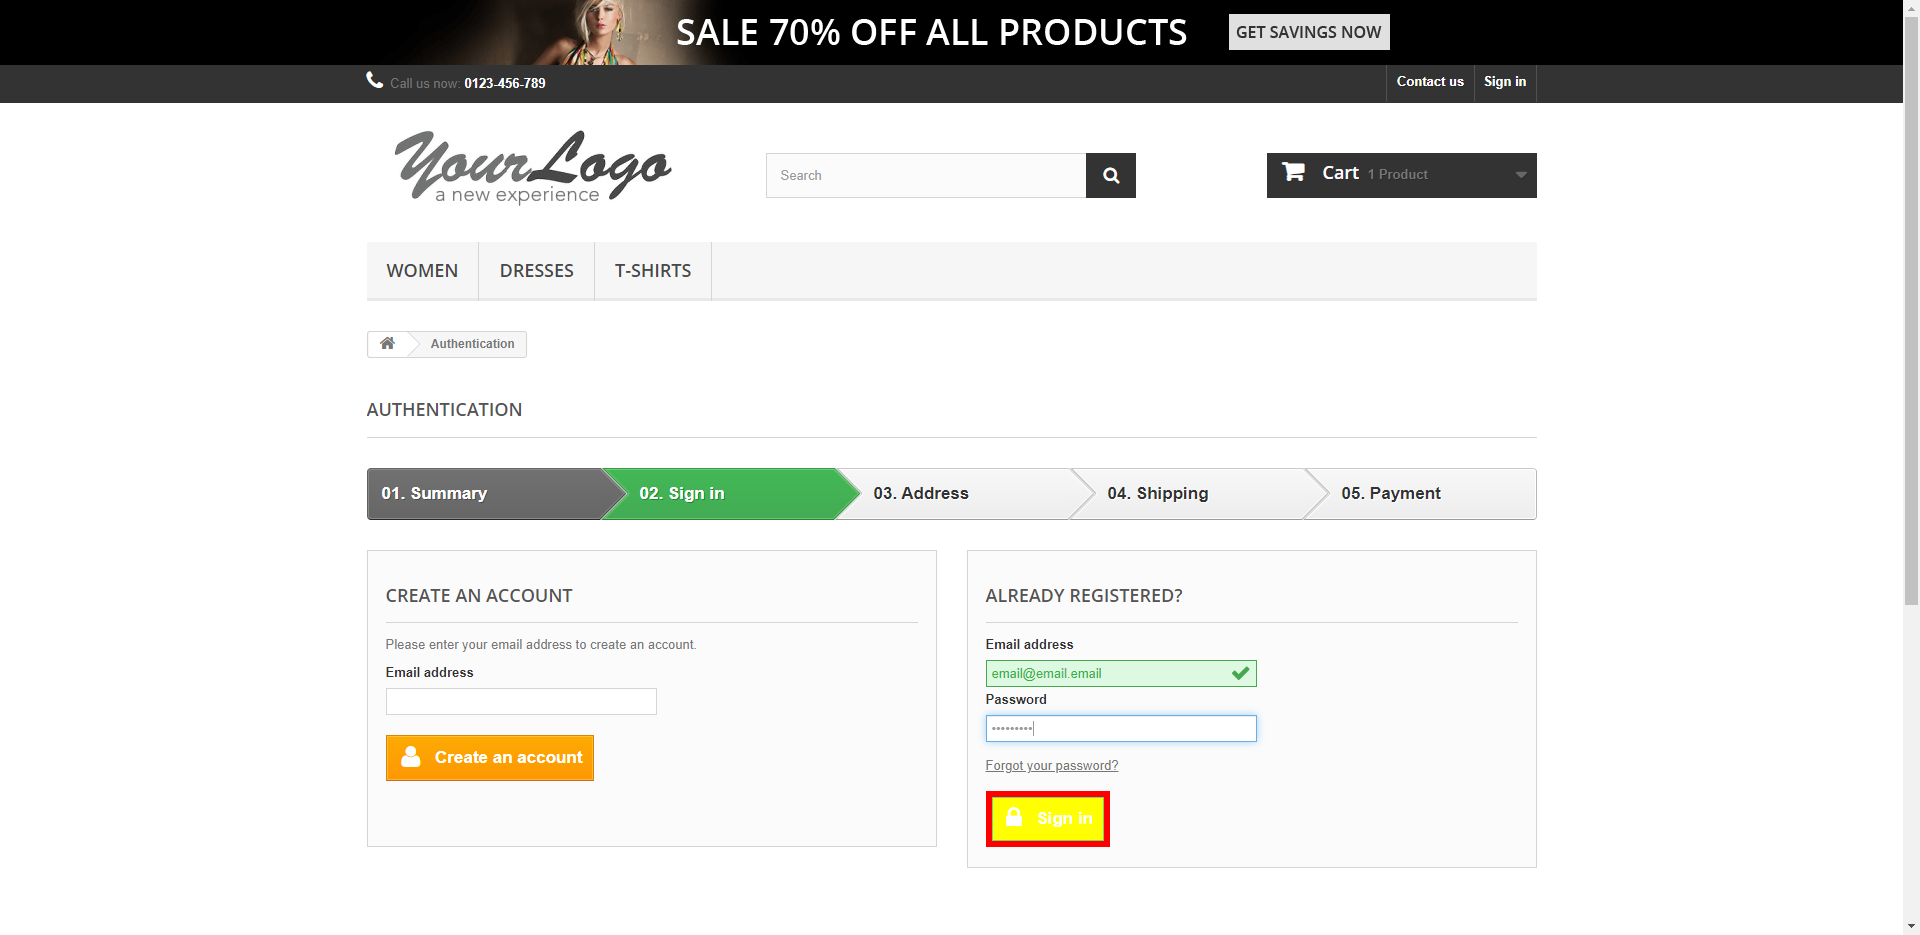 SALE 70% OFF ALL PRODUCTS GET SAVINGS NOW
Call us now: 0123-456-789 Contact us Sign in
YourLogo
a new experience
Search
Cart 1 Product
WOMEN DRESSES T-SHIRTS
Authentication
AUTHENTICATION
01. Summary 02. Sign in 03. Address 04. Shipping 05. Payment
CREATE AN ACCOUNT
Please enter your email address to create an account.
Email address
Create an account
ALREADY REGISTERED?
Email address
email@email.email
Password
•••••••••
Forgot your password?
Sign in